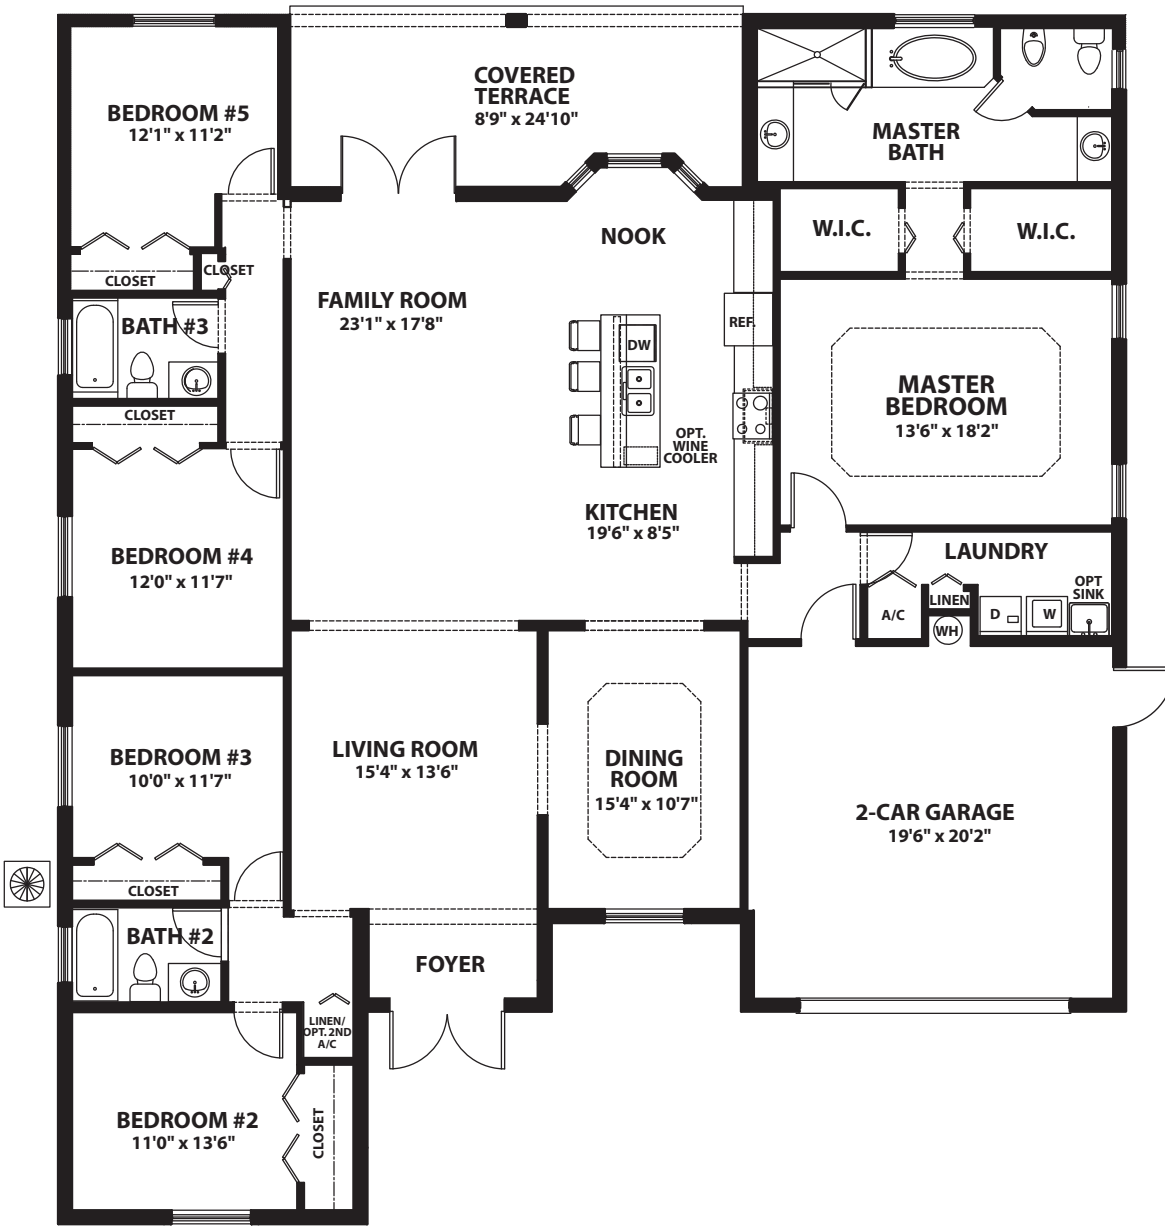 BEDROOM #5
12'1" x 11'2"
COVERED
TERRACE
8'9" x 24'10"
MASTER
BATH
W.I.C.
W.I.C.
NOOK
CLOSET
CLOSET
FAMILY ROOM
23'1" x 17'8"
BATH #3
REF.
DW
MASTER
BEDROOM
13'6" x 18'2"
CLOSET
OPT.
WINE
COOLER
KITCHEN
19'6" x 8'5"
BEDROOM #4
12'0" x 11'7"
LAUNDRY
OPT
SINK
LINEN
A/C
D
W
WH
BEDROOM #3
10'0" x 11'7"
LIVING ROOM
15'4" x 13'6"
DINING
ROOM
15'4" x 10'7"
2-CAR GARAGE
19'6" x 20'2"
CLOSET
BATH #2
FOYER
LINEN/
OPT. 2ND
A/C
BEDROOM #2
11'0" x 13'6"
CLOSET